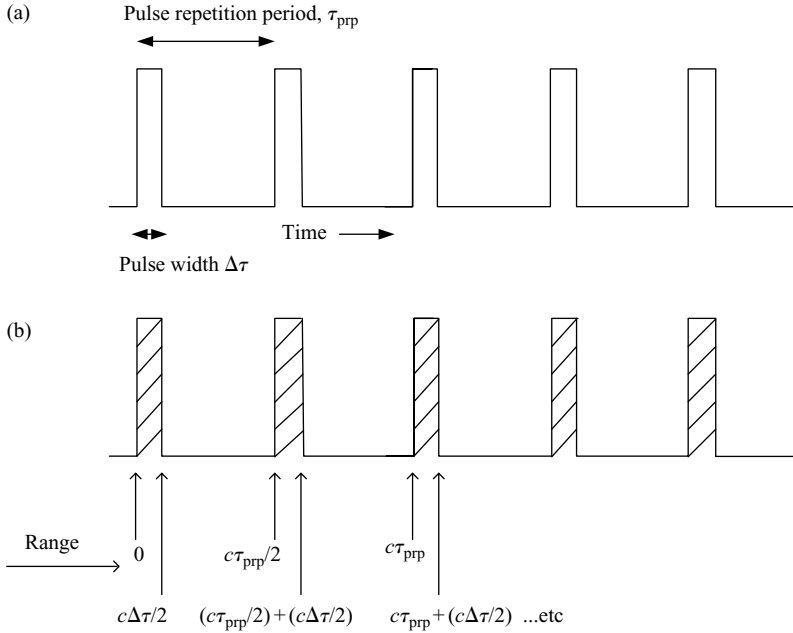 (a)
Pulse repetition period, τprp
Time
Pulse width Δτ
(b)
Range
0
cτprp/2
cτprp
cΔτ/2
(cτprp/2) + (cΔτ/2)
cτprp + (cΔτ/2) ...etc